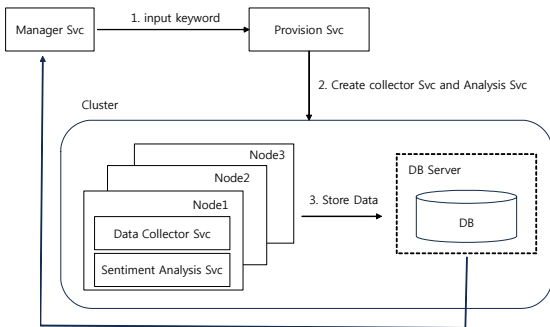 1. input keyword
Manager Svc
Provision Svc
2. Create collector Svc and Analysis Svc
Cluster
Node3
Node2
Node1
Data Collector Svc
Sentiment Analysis Svc
3. Store Data
DB Server
DB